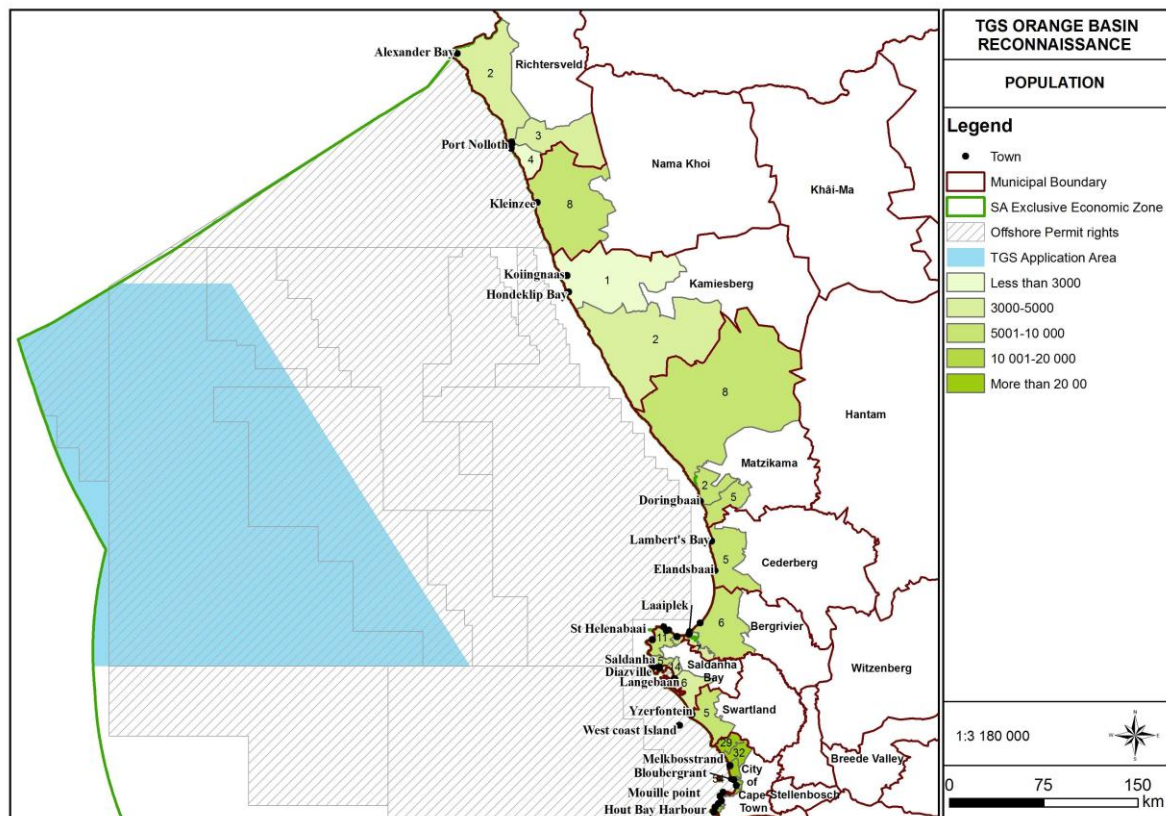 Alexander Bay
Richtersveld
2
3
Port Nolloth
4
Nama Khoi
Khâi-Ma
Kleinzee
8
Koiingnaas
1
Kamiesberg
Hondeklip Bay
2
8
Hantam
Matzikama
2
5
Doringbaai
Lambert's Bay
5
Cederberg
Elandsbaai
Laaiplek
6
Bergrivier
St Helenabaai
11
Witzenberg
Saldanha
5
14
Saldanha
Bay
Diazville
Langebaan
6
Yzerfontein
5
Swartland
West coast Island
29
32
Melkbosstrand
Breede Valley
Bloubergrant
City
of
Cape
Town
Stellenbosch
Mouille point
Hout Bay Harbour
TGS ORANGE BASIN
RECONNAISSANCE
POPULATION
Legend
Town
Municipal Boundary
SA Exclusive Economic Zone
Offshore Permit rights
TGS Application Area
Less than 3000
3000-5000
5001-10 000
10 001-20 000
More than 20 00
1:3 180 000
N
W
E
S
0 75 150
km